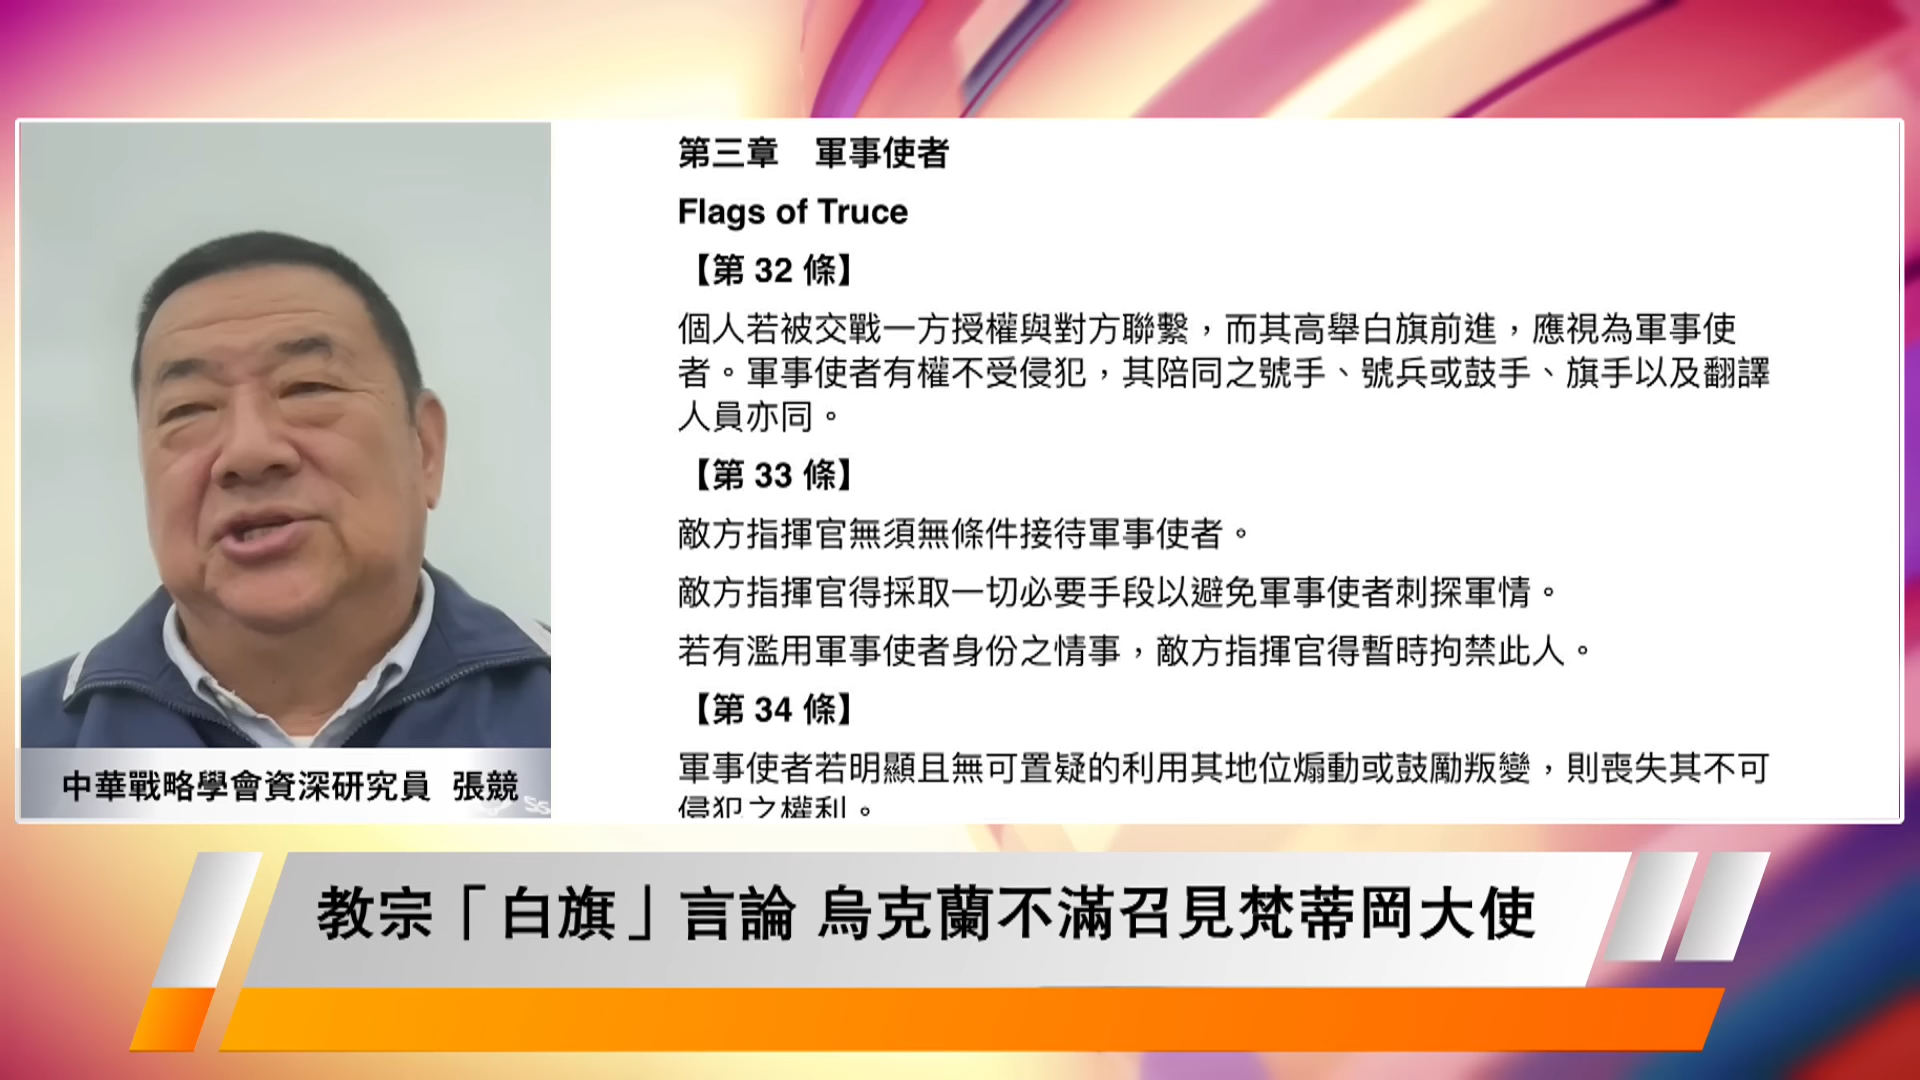 第三章　軍事使者
Flags of Truce
【第 32 條】
個人若被交戰一方授權與對方聯繫，而其高舉白旗前進，應視為軍事使
者。軍事使者有權不受侵犯，其陪同之號手、號兵或鼓手、旗手以及翻譯
人員亦同。
【第 33 條】
敵方指揮官無須無條件接待軍事使者。
敵方指揮官得採取一切必要手段以避免軍事使者刺探軍情。
若有濫用軍事使者身份之情事，敵方指揮官得暫時拘禁此人。
【第 34 條】
軍事使者若明顯且無可置疑的利用其地位煽動或鼓勵叛變，則喪失其不可
侵犯之權利。
中華戰略學會資深研究員 張競
教宗「白旗」言論 烏克蘭不滿召見梵蒂岡大使